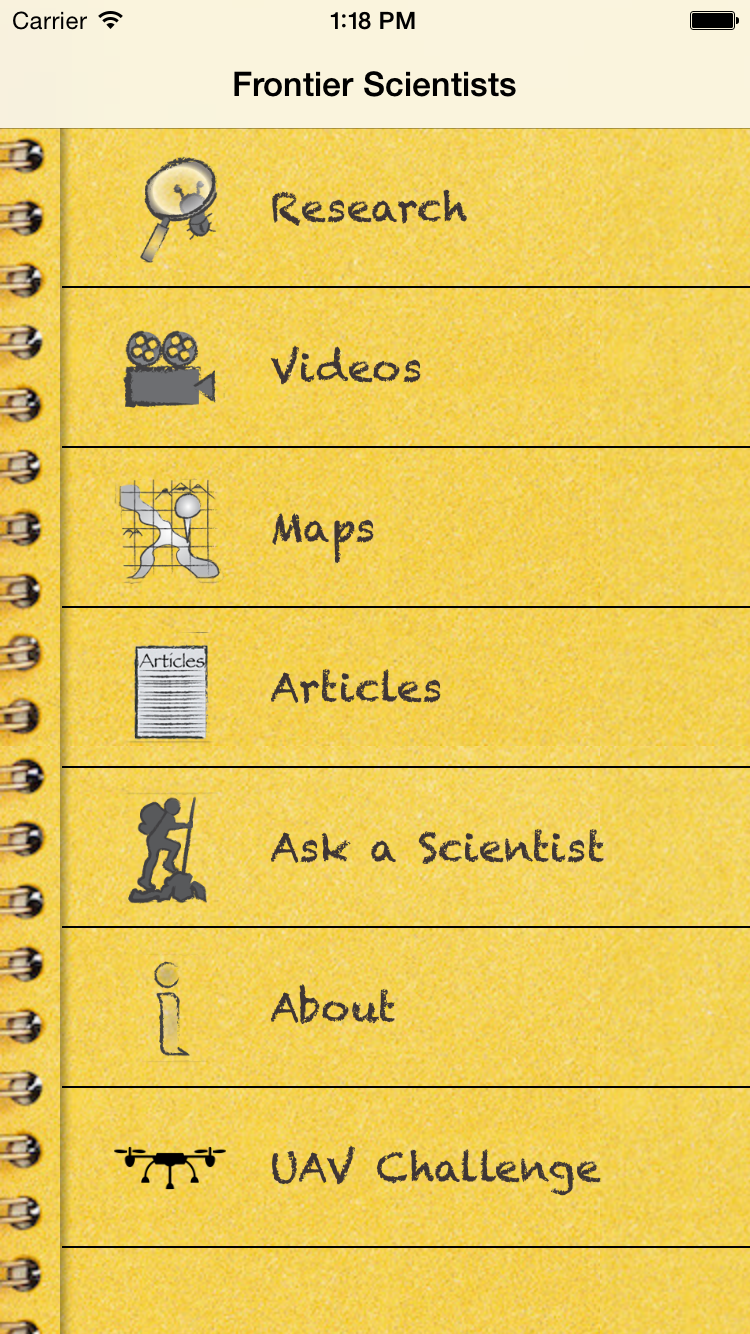 Carrier 1:18 PM
Frontier Scientists
Research
Videos
Maps
Articles
Articles
Ask a Scientist
About
UAV Challenge